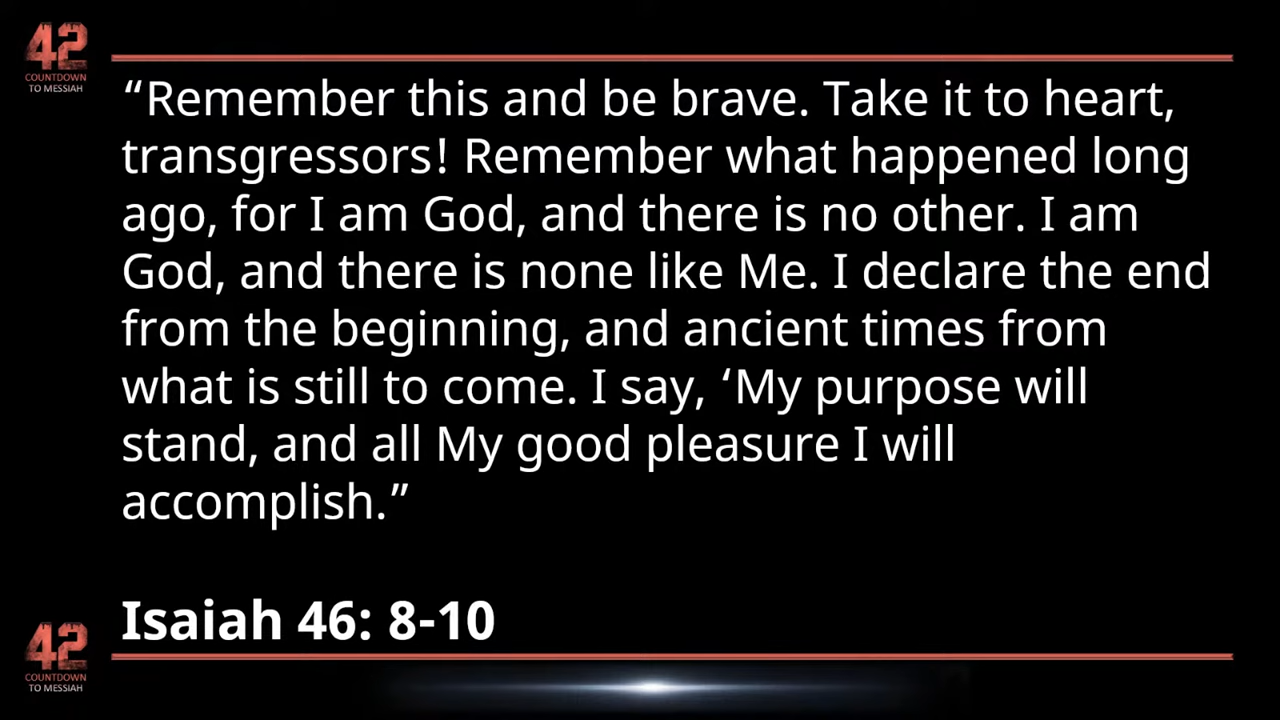 42
COUNTDOWN
TO MESSIAH
“Remember this and be brave. Take it to heart,
transgressors! Remember what happened long
ago, for I am God, and there is no other. I am
God, and there is none like Me. I declare the end
from the beginning, and ancient times from
what is still to come. I say, ‘My purpose will
stand, and all My good pleasure I will
accomplish.”
Isaiah 46: 8-10
42
COUNTDOWN
TO MESSIAH